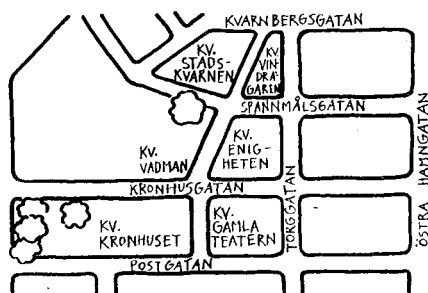 KVARNBERGSGATAN
KV.
STADS-
KVARNEN
KV.
VIN-
DRA-
GAREN
SPANNMÅLSGATAN
KV.
ENIG-
HETEN
KV.
VADMAN
HAMNGATAN
ÖSTRA
KRONHUSGATAN
TORGGATAN
KV.
KRONHUSET
KV.
GAMLA
TEATERN
POSTGATAN